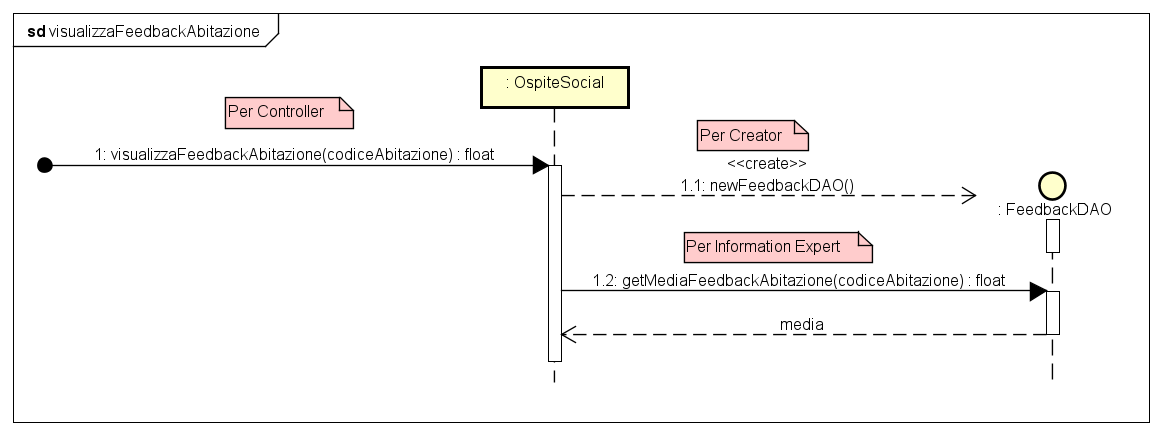 sd visualizzaFeedbackAbitazione
: OspiteSocial
Per Controller
Per Creator
1: visualizzaFeedbackAbitazione(codiceAbitazione) : float
<<create>>
1.1: newFeedbackDAO()
: FeedbackDAO
Per Information Expert
1.2: getMediaFeedbackAbitazione(codiceAbitazione) : float
media